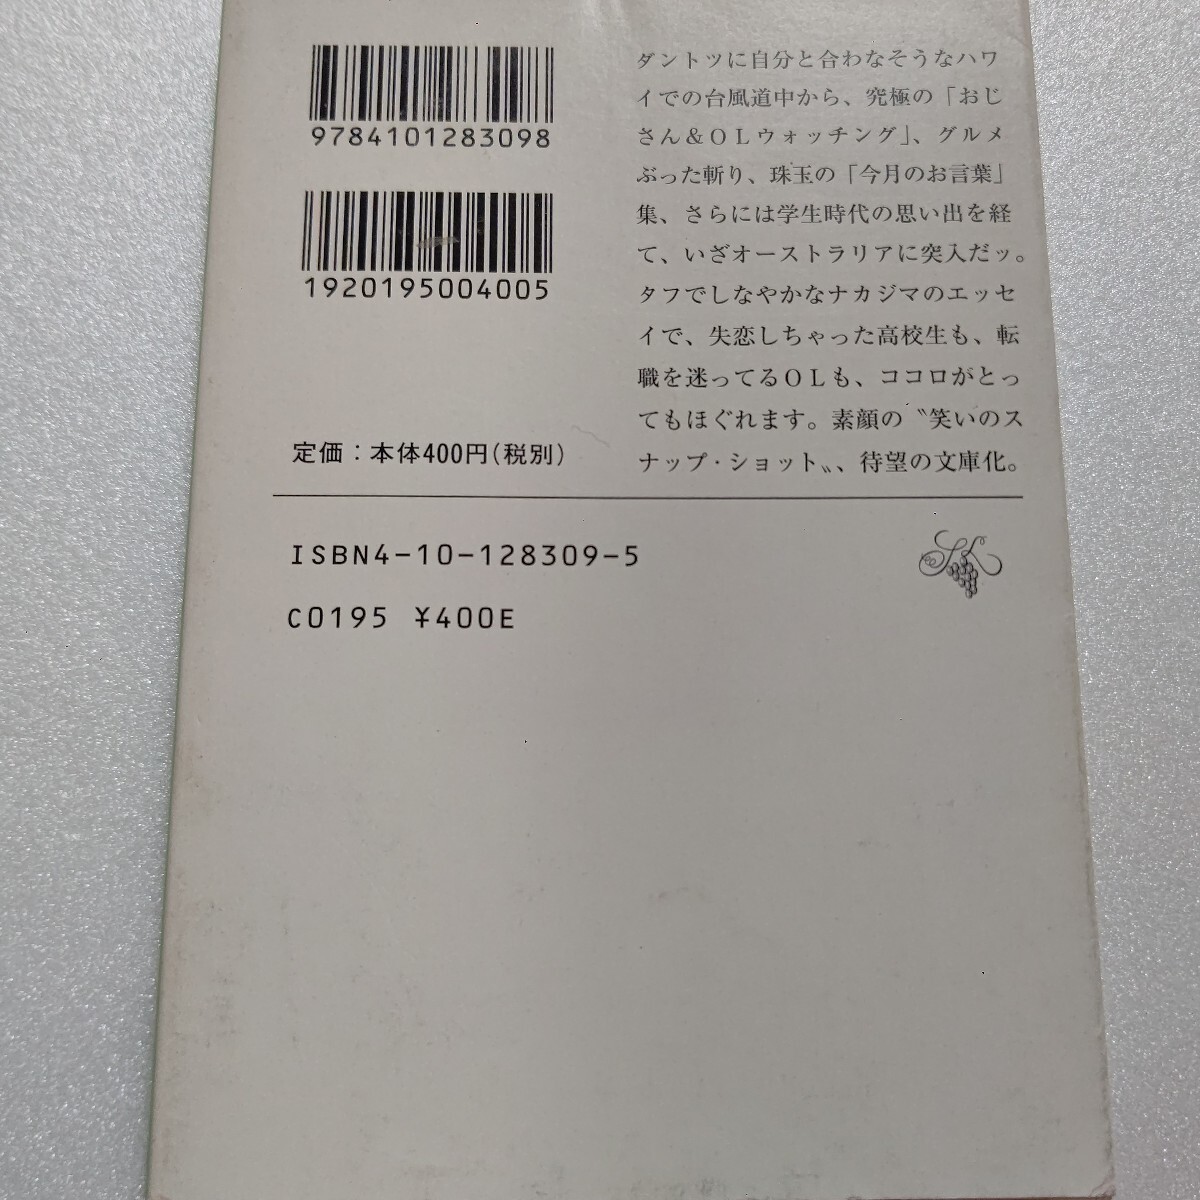 9784101283098
1920195004005
定価：本体400円(税別)
ダントツに自分と合わなそうなハワ
イでの台風道中から、究極の「おじ
さん＆ＯＬウォッチング」、グルメ
ぶった斬り、珠玉の「今月のお言葉」
集、さらには学生時代の思い出を経
て、いざオーストラリアに突入だッ。
タフでしなやかなナカジマのエッセ
イで、失恋しちゃった高校生も、転
職を迷ってるＯＬも、ココロがとっ
てもほぐれます。素顔の〝笑いのス
ナップ・ショット〟、待望の文庫化。
ISBN4-10-128309-5
C0195 ¥400E